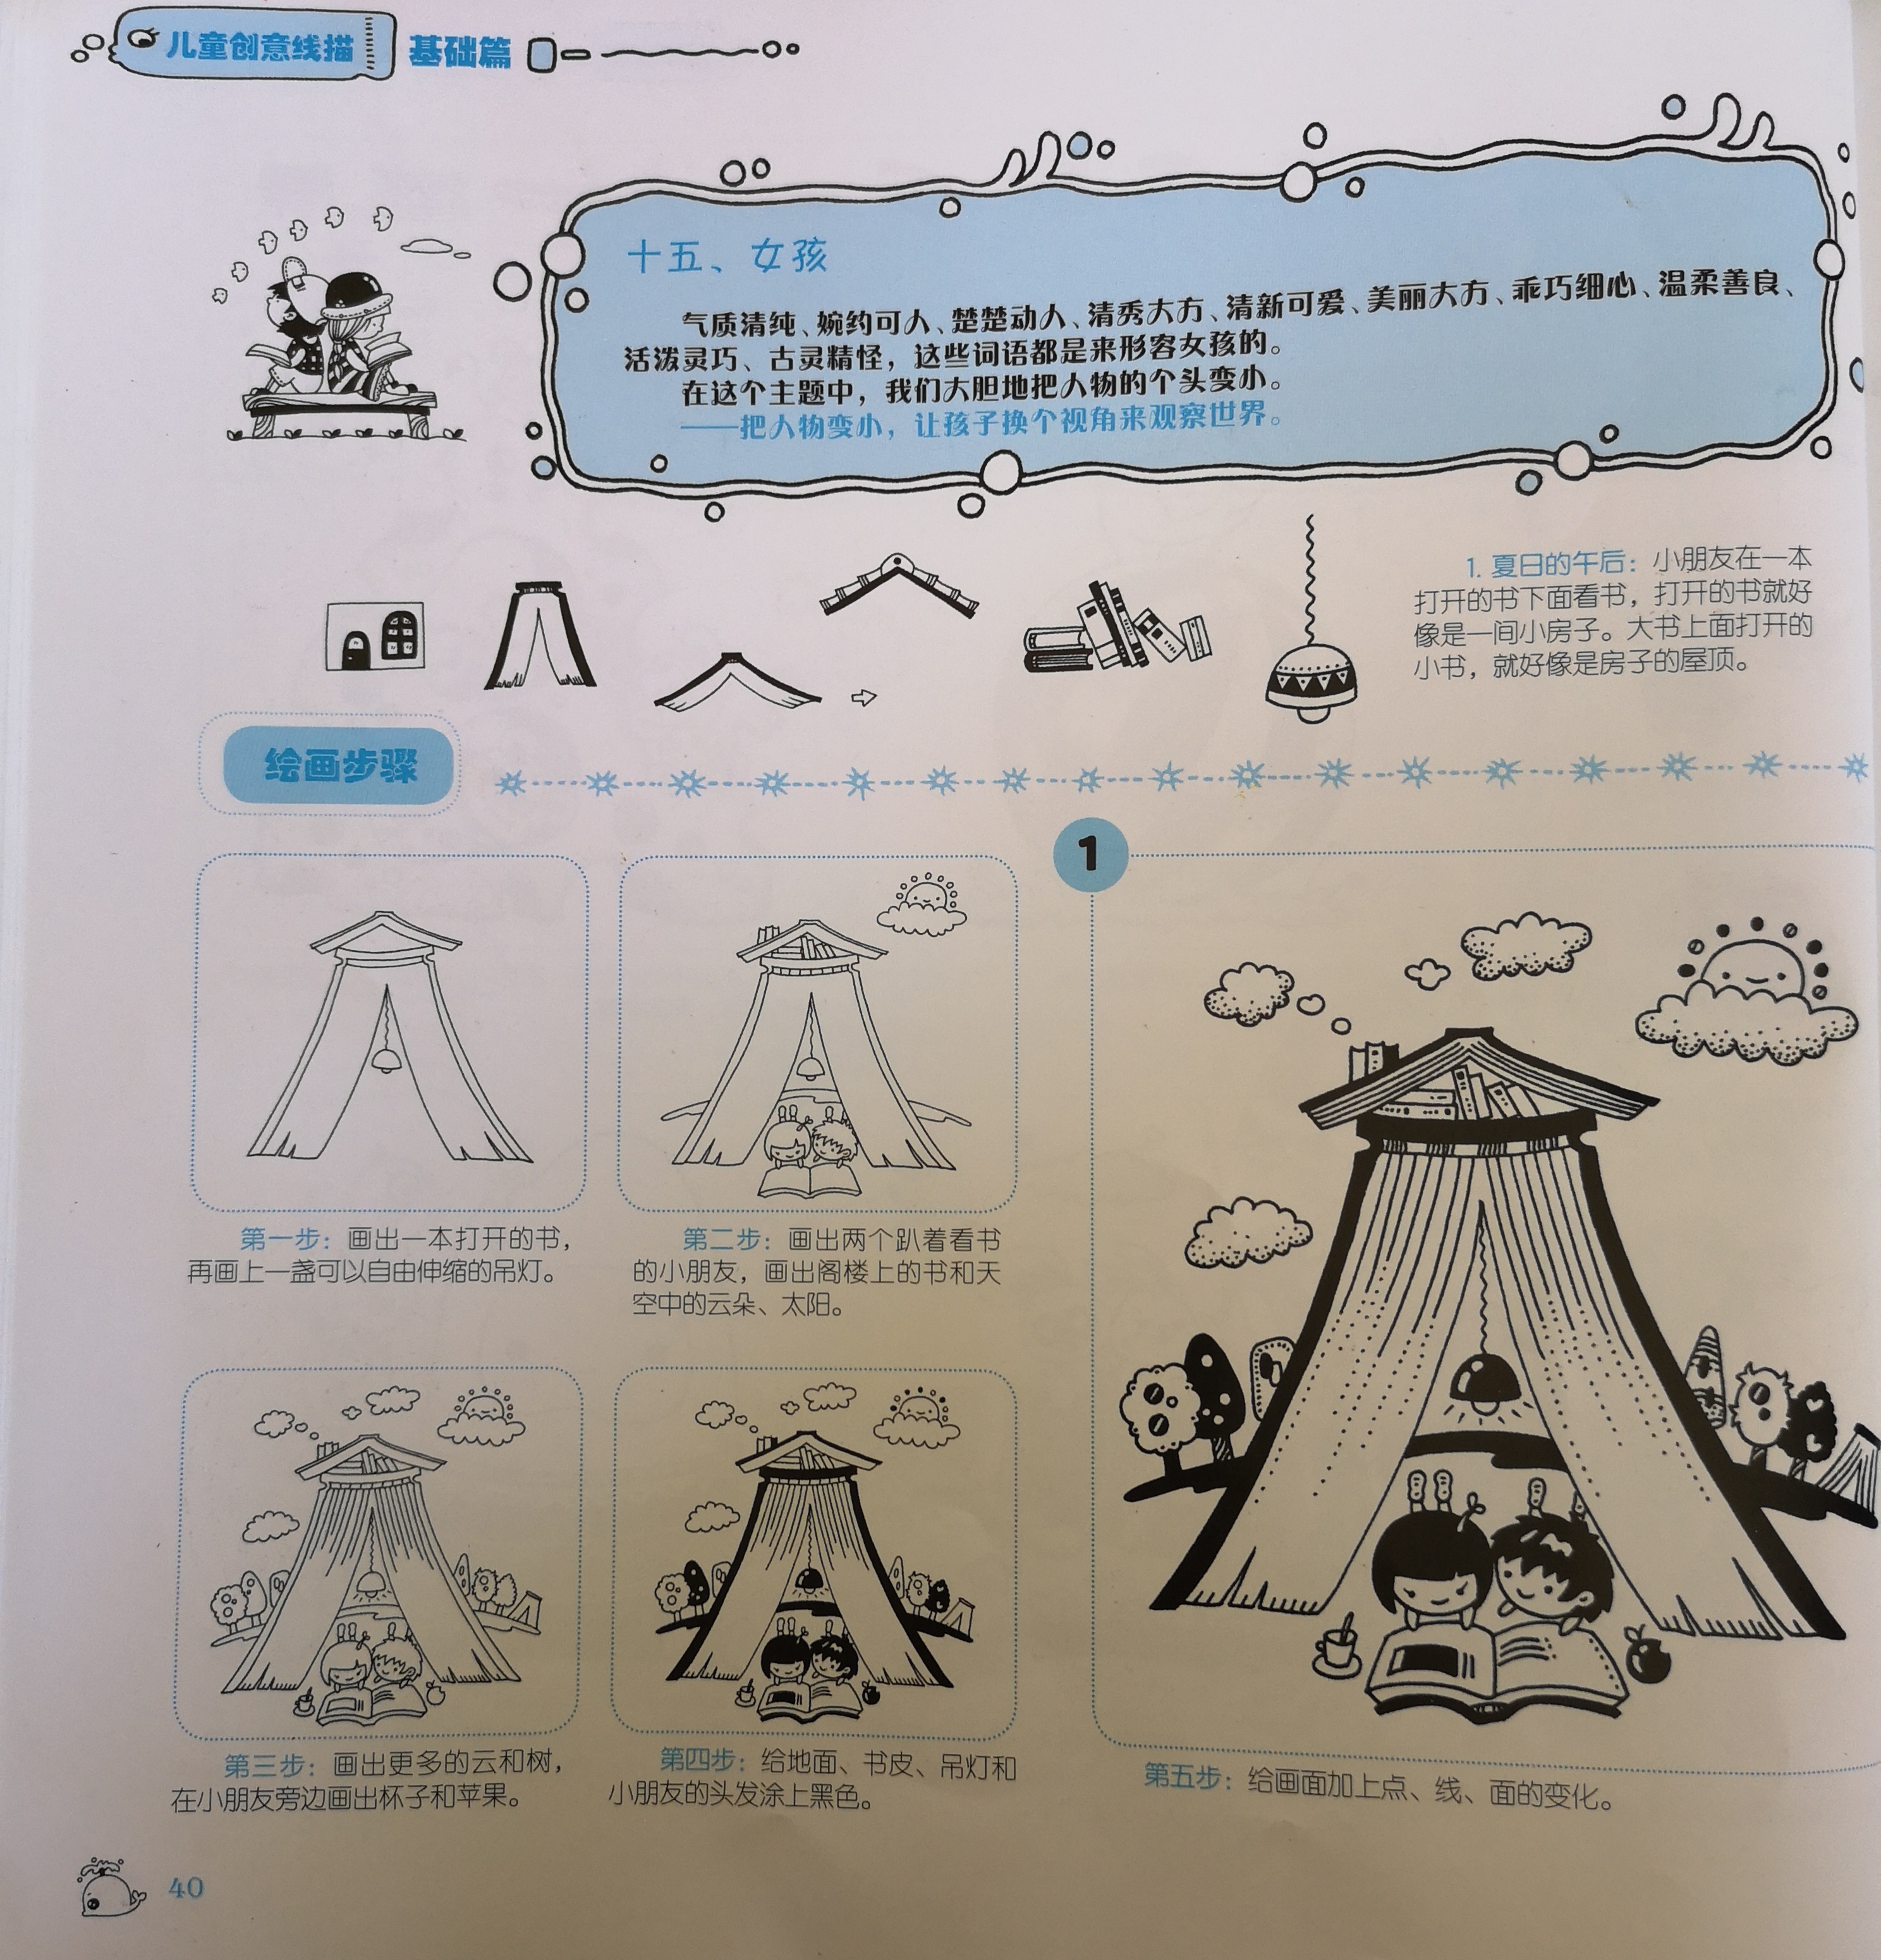 儿童创意线描 基础篇
十五、女孩
气质清纯、婉约可人、楚楚动人、清秀大方、清新可爱、美丽大方、乖巧细心、温柔善良、
活泼灵巧、古灵精怪，这些词语都是来形容女孩的。
在这个主题中，我们大胆地把人物的个头变小。
——把人物变小，让孩子换个视角来观察世界。
1. 夏日的午后：小朋友在一本
打开的书下面看书，打开的书就好
像是一间小房子。大书上面打开的
小书，就好像是房子的屋顶。
绘画步骤
第一步：画出一本打开的书，
再画上一盏可以自由伸缩的吊灯。
第二步：画出两个趴着看书
的小朋友，画出阁楼上的书和天
空中的云朵、太阳。
第三步：画出更多的云和树，
在小朋友旁边画出杯子和苹果。
第四步：给地面、书皮、吊灯和
小朋友的头发涂上黑色。
1
第五步：给画面加上点、线、面的变化。
40